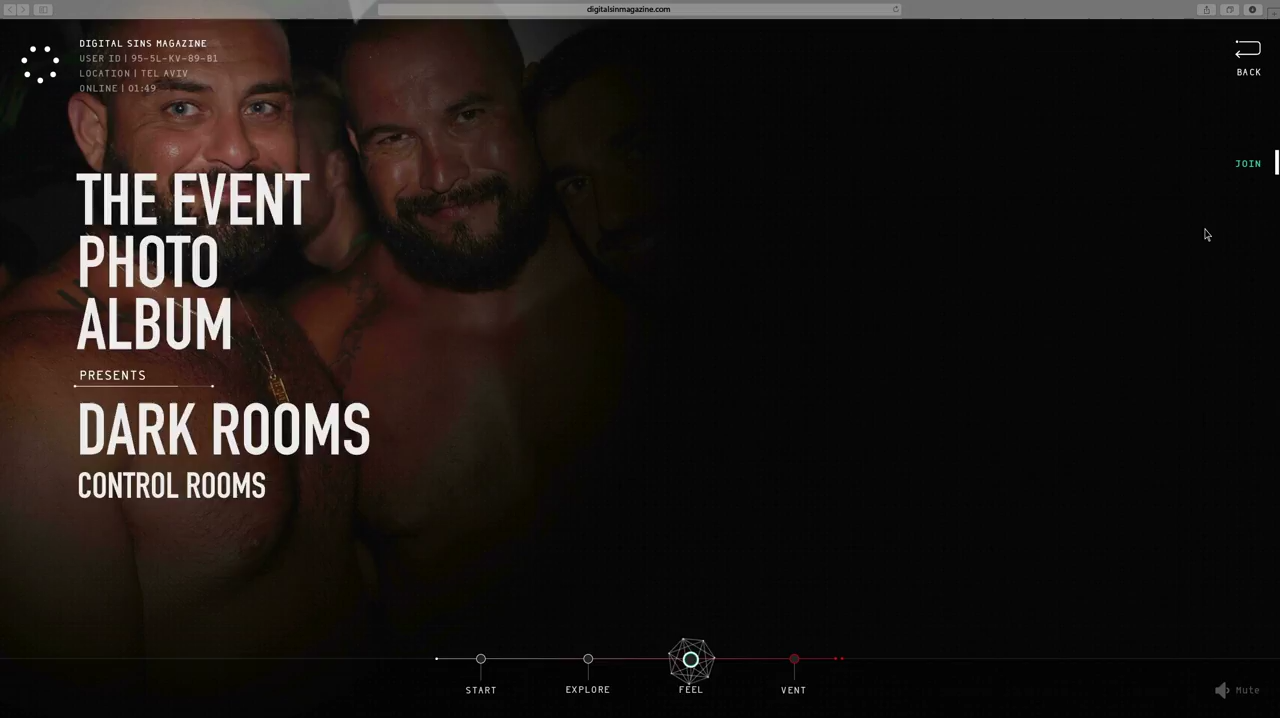 digitalsinmagazine.com
DIGITAL SINS MAGAZINE
USER ID | 95-5L-KV-89-81
LOCATION | TEL AVIV
ONLINE | 01:49
BACK
JOIN
THE EVENT
PHOTO
ALBUM
PRESENTS
DARK ROOMS
CONTROL ROOMS
START
EXPLORE
FEEL
VENT
Mute